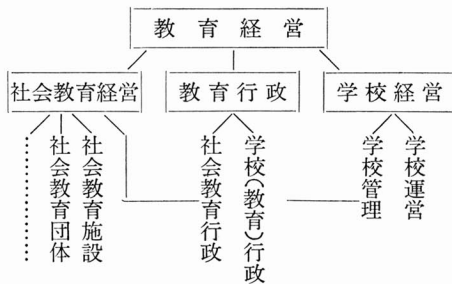 教育経営
社会教育経営
教育行政
学校経営
社会教育施設
社会教育団体
………………
学校(教育)行政
社会教育行政
学校運営
学校管理